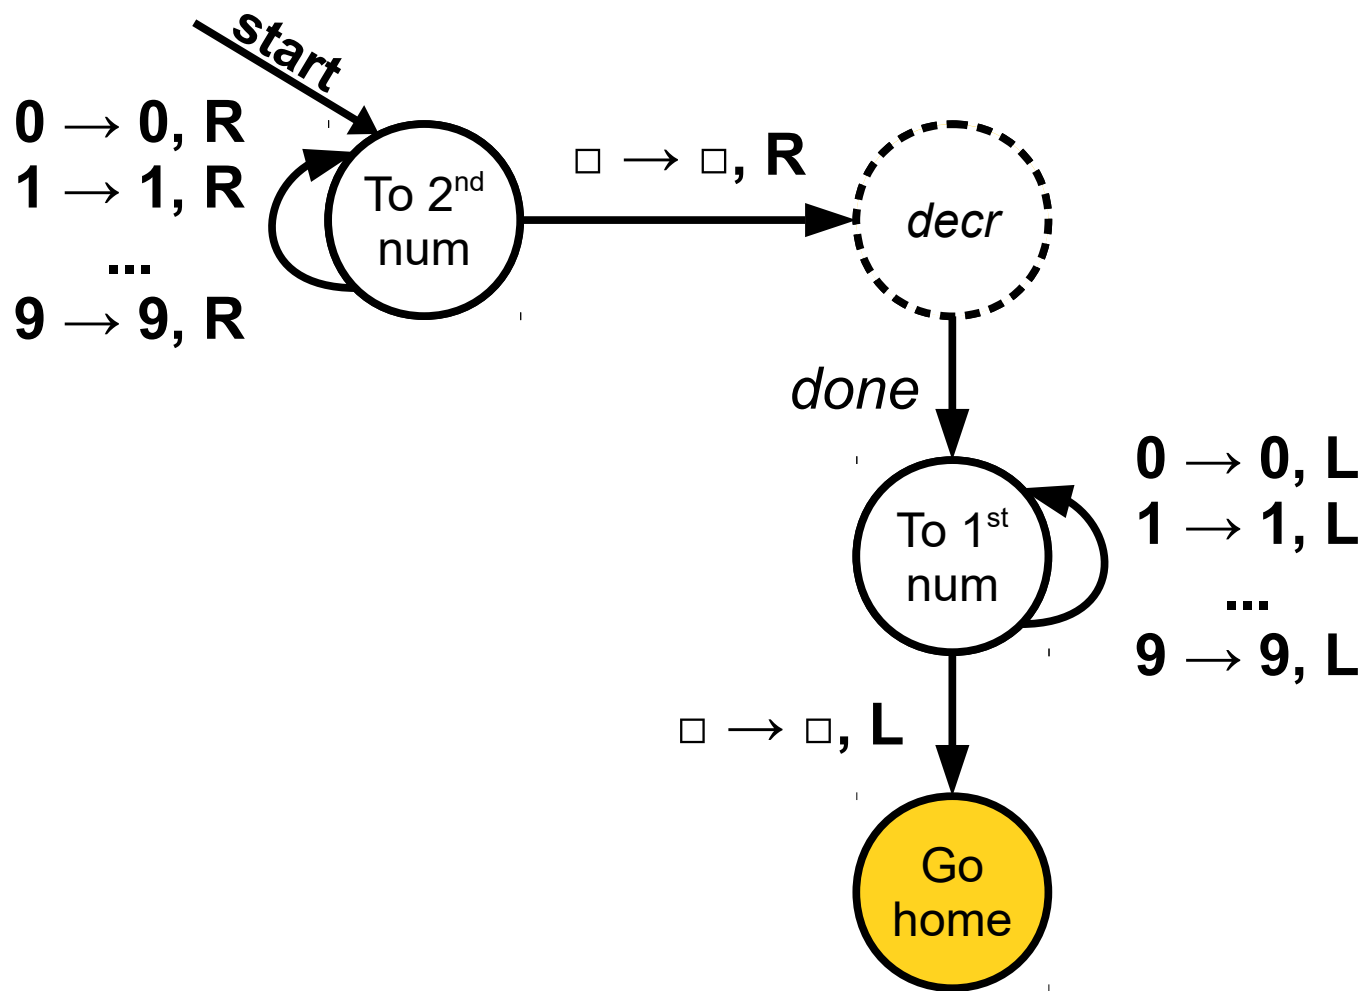 start
0 → 0, R
1 → 1, R
...
9 → 9, R
To 2nd
num
□ → □, R
decr
done
To 1st
num
0 → 0, L
1 → 1, L
...
9 → 9, L
□ → □, L
Go
home